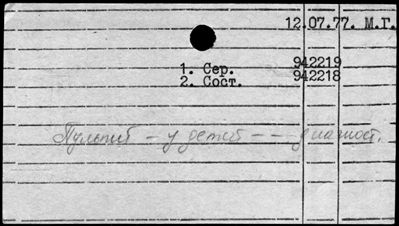 12.07.77. М.Г.
1. Сер. 942219
2. Сост. 942218
Пульпит – у детей – – диагност.